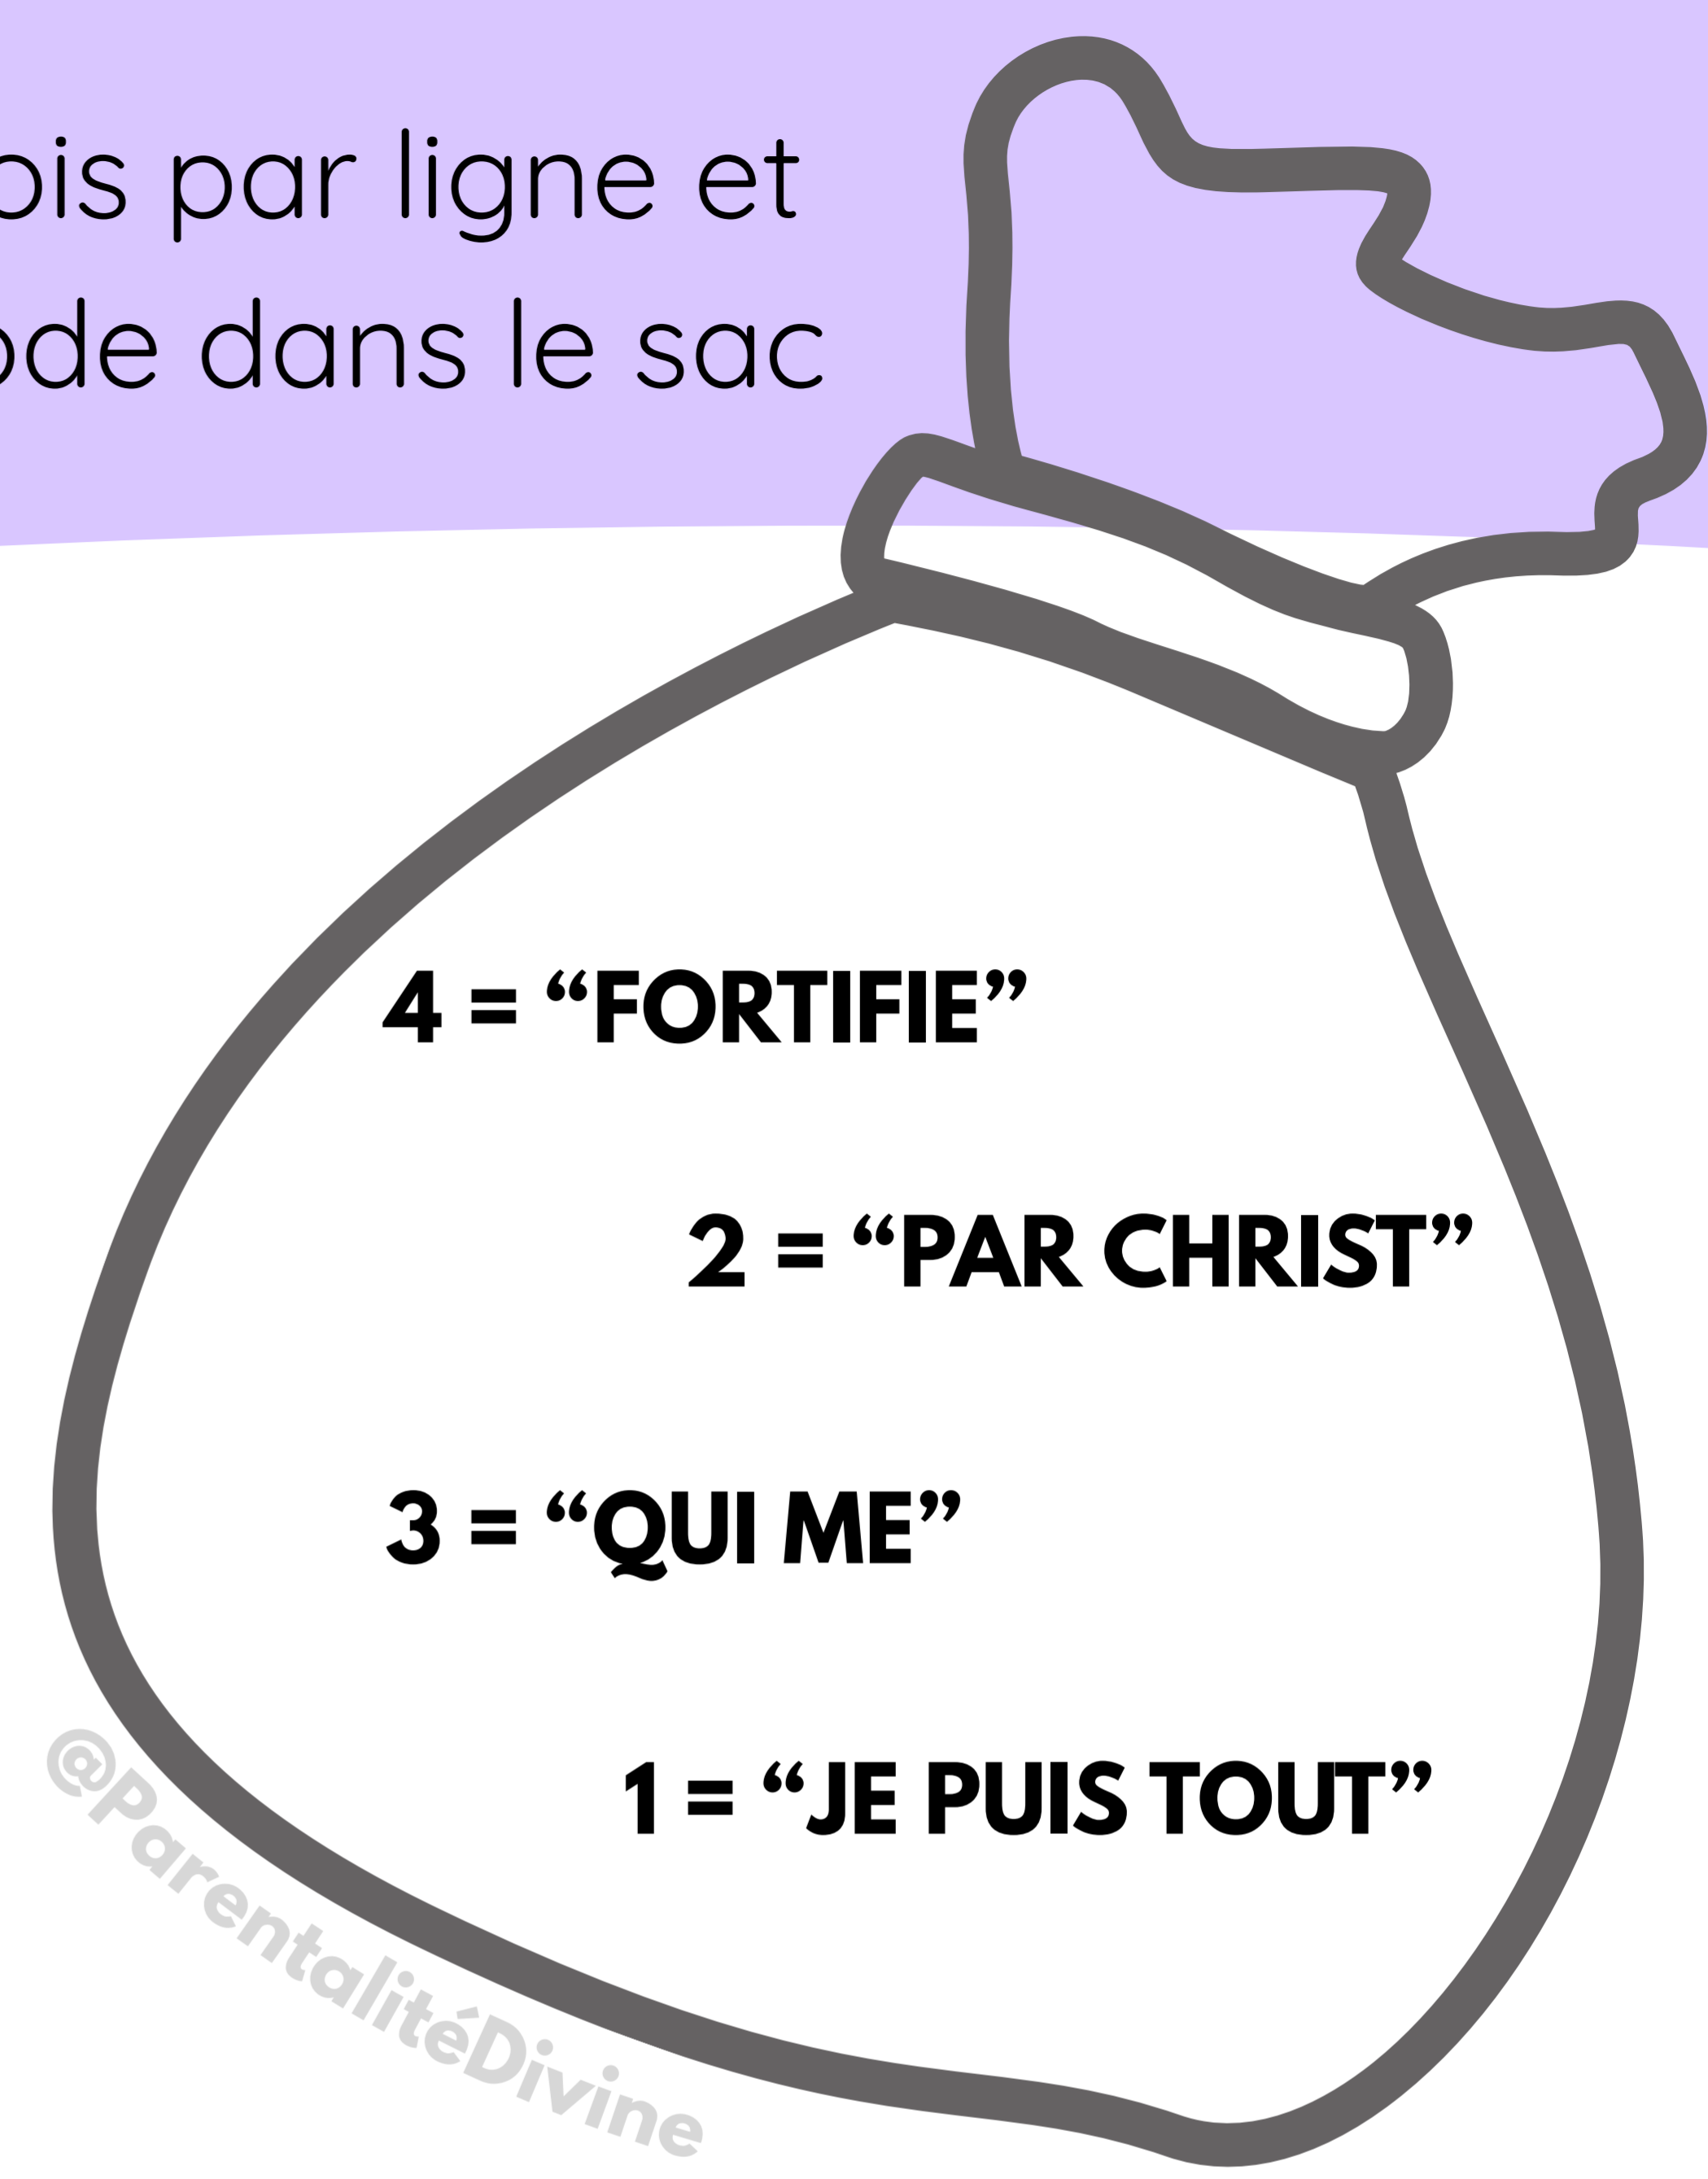 ois par ligne et
ode dans le sac
4 = “FORTIFIE”
2 = “PAR CHRIST”
3 = “QUI ME”
1 = “JE PUIS TOUT”
@ParentalitéDivine